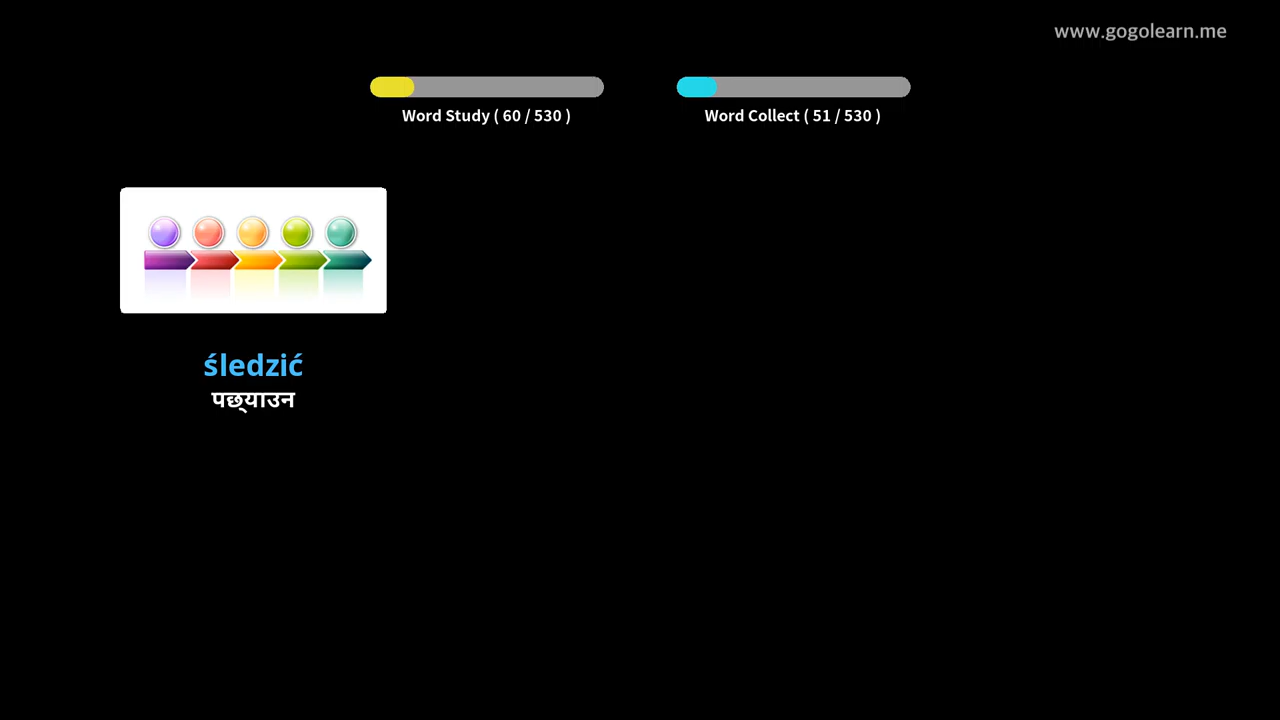 www.gogolearn.me
Word Study ( 60 / 530 )
Word Collect ( 51 / 530 )
śledzić
पछ्याउन